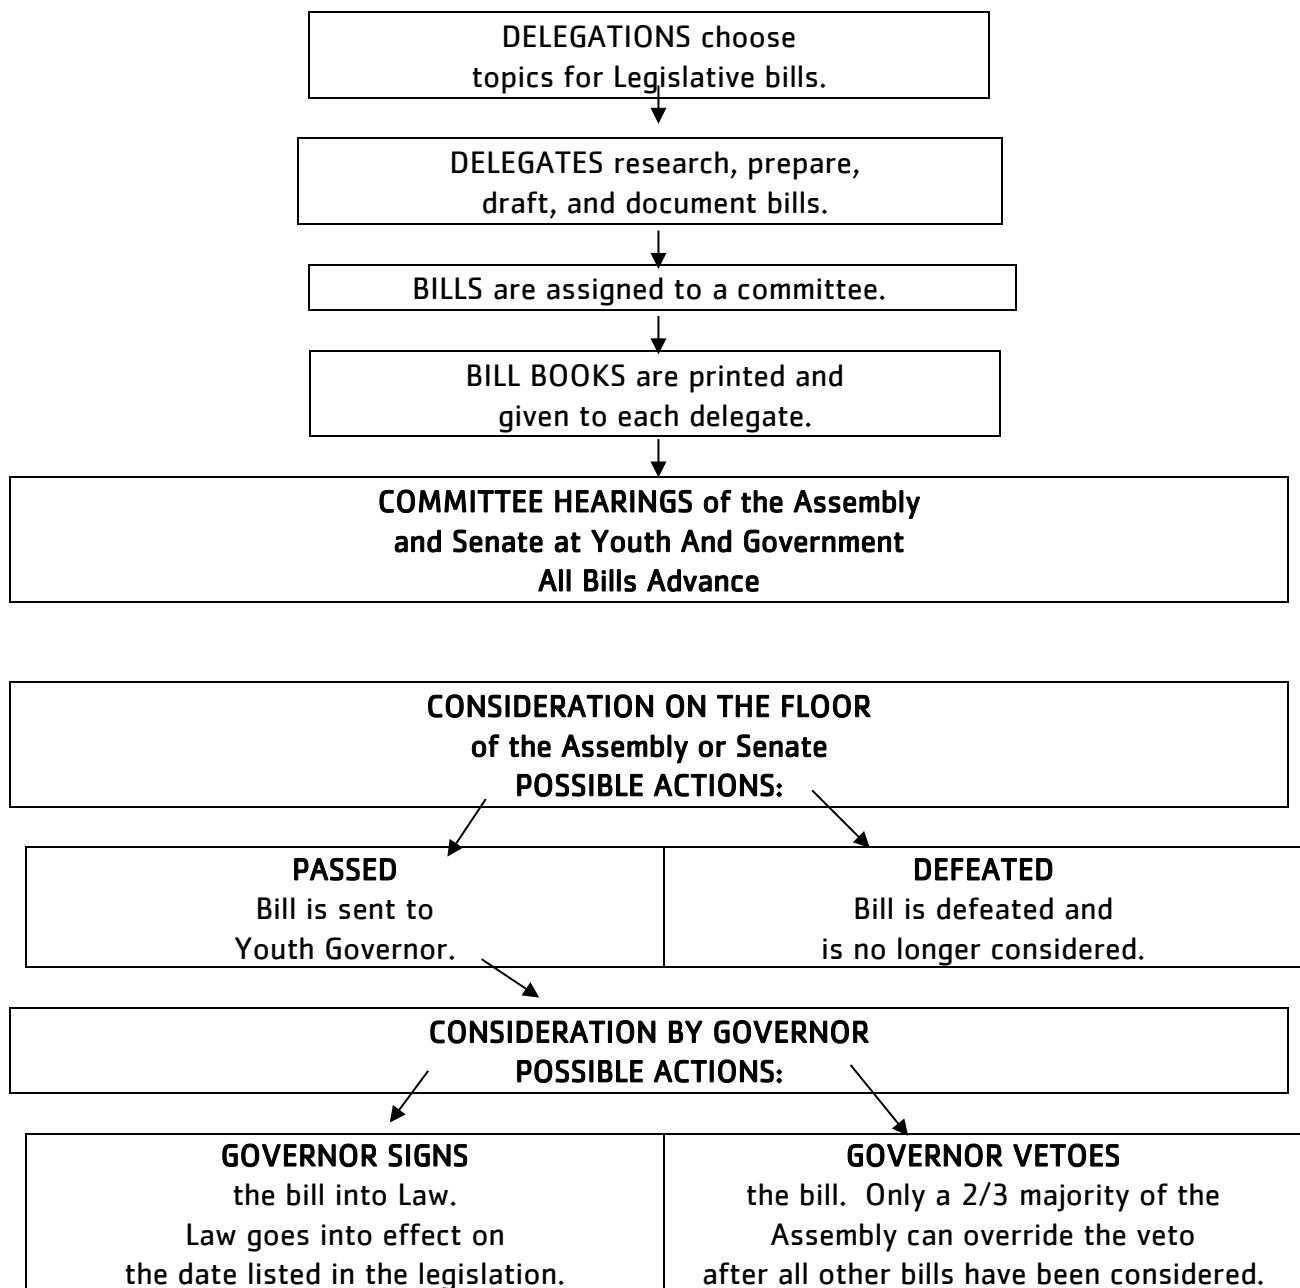 DELEGATIONS choose
topics for Legislative bills.
DELEGATES research, prepare,
draft, and document bills.
BILLS are assigned to a committee.
BILL BOOKS are printed and
given to each delegate.
COMMITTEE HEARINGS of the Assembly
and Senate at Youth And Government
All Bills Advance
CONSIDERATION ON THE FLOOR
of the Assembly or Senate
POSSIBLE ACTIONS:
PASSED
Bill is sent to
Youth Governor.
DEFEATED
Bill is defeated and
is no longer considered.
CONSIDERATION BY GOVERNOR
POSSIBLE ACTIONS:
GOVERNOR SIGNS
the bill into Law.
Law goes into effect on
the date listed in the legislation.
GOVERNOR VETOES
the bill.  Only a 2/3 majority of the
Assembly can override the veto
after all other bills have been considered.